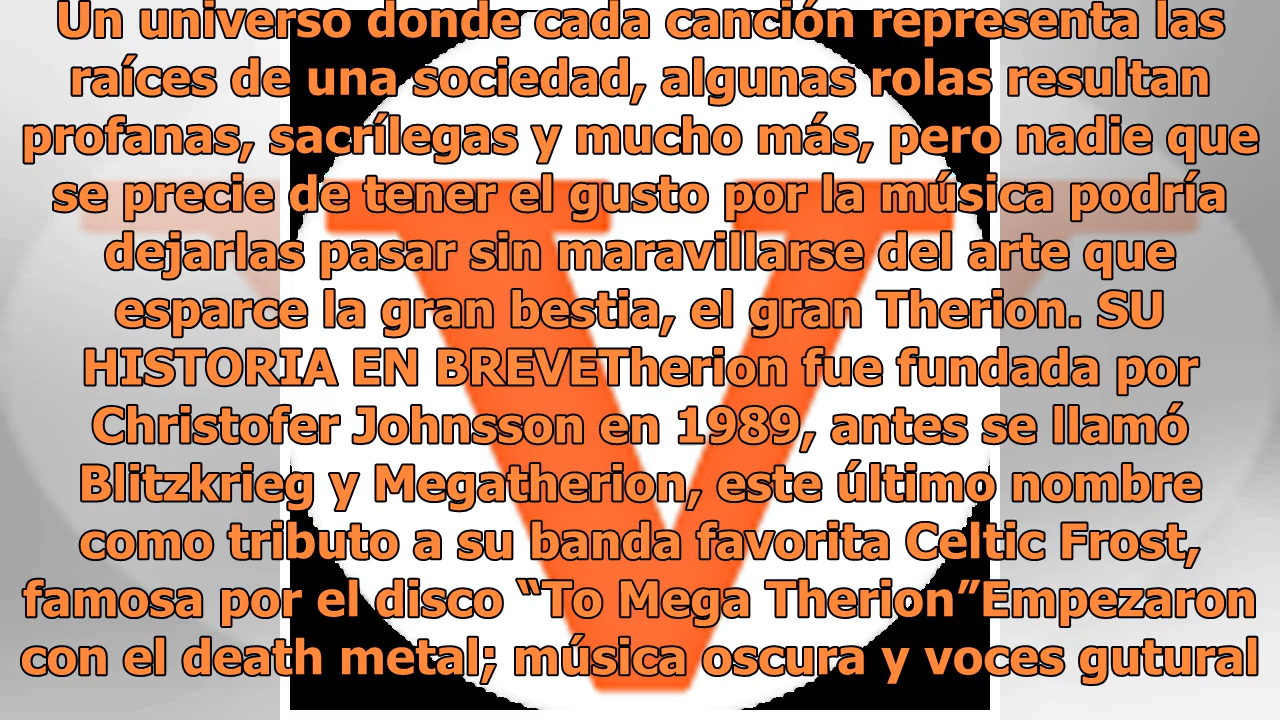 Un universo donde cada canción representa las
raíces de una sociedad, algunas rolas resultan
profanas, sacrílegas y mucho más, pero nadie que
se precie de tener el gusto por la música podría
dejarlas pasar sin maravillarse del arte que
esparce la gran bestia, el gran Therion. SU
HISTORIA EN BREVETherion fue fundada por
Christofer Johnsson en 1989, antes se llamó
Blitzkrieg y Megatherion, este último nombre
como tributo a su banda favorita Celtic Frost,
famosa por el disco “To Mega Therion”Empezaron
con el death metal; música oscura y voces gutural